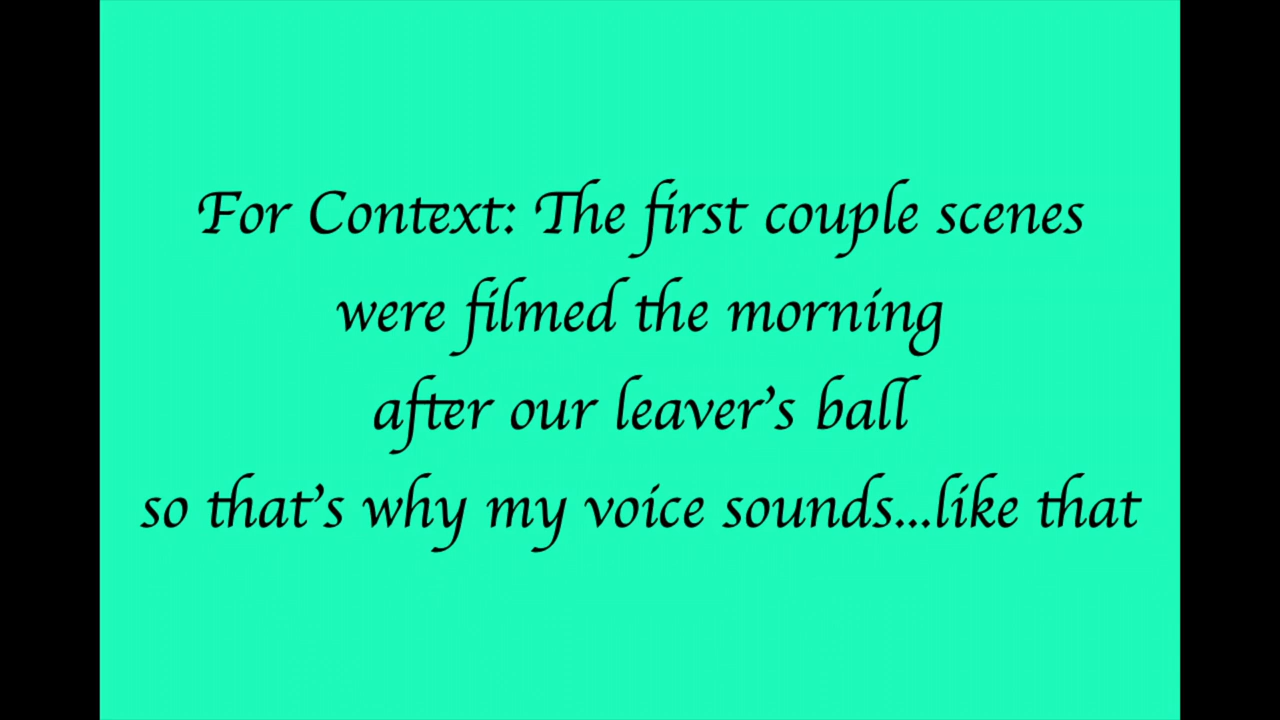 For Context: The first couple scenes
were filmed the morning
after our leaver's ball
so that's why my voice sounds...like that